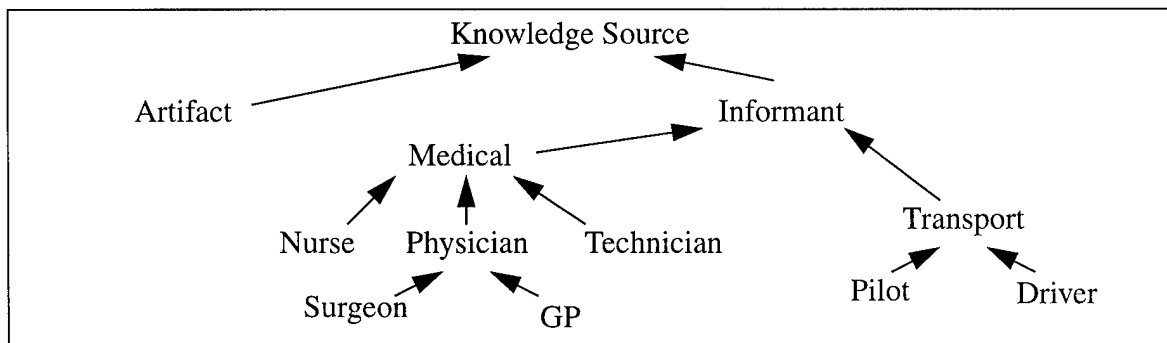 Knowledge Source
Artifact
Informant
Medical
Transport
Nurse
Physician
Technician
Pilot
Driver
Surgeon
GP